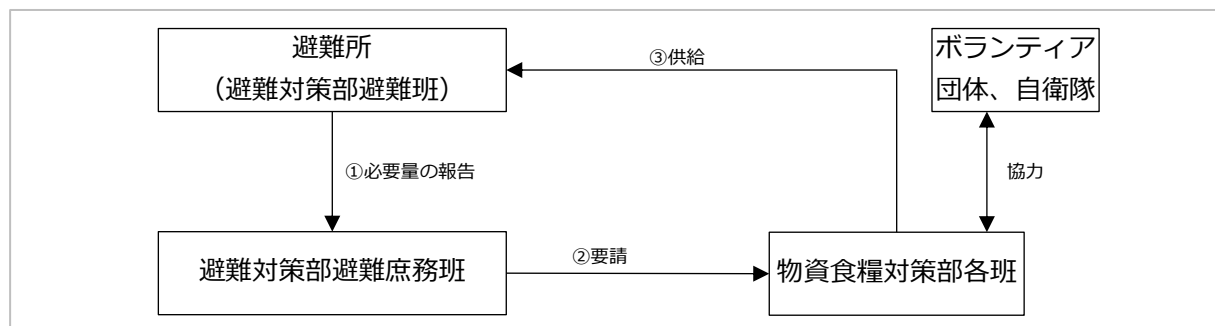 避難所
（避難対策部避難班）
ボランティア
団体、自衛隊
③供給
①必要量の報告
協力
避難対策部避難庶務班
②要請
物資食糧対策部各班